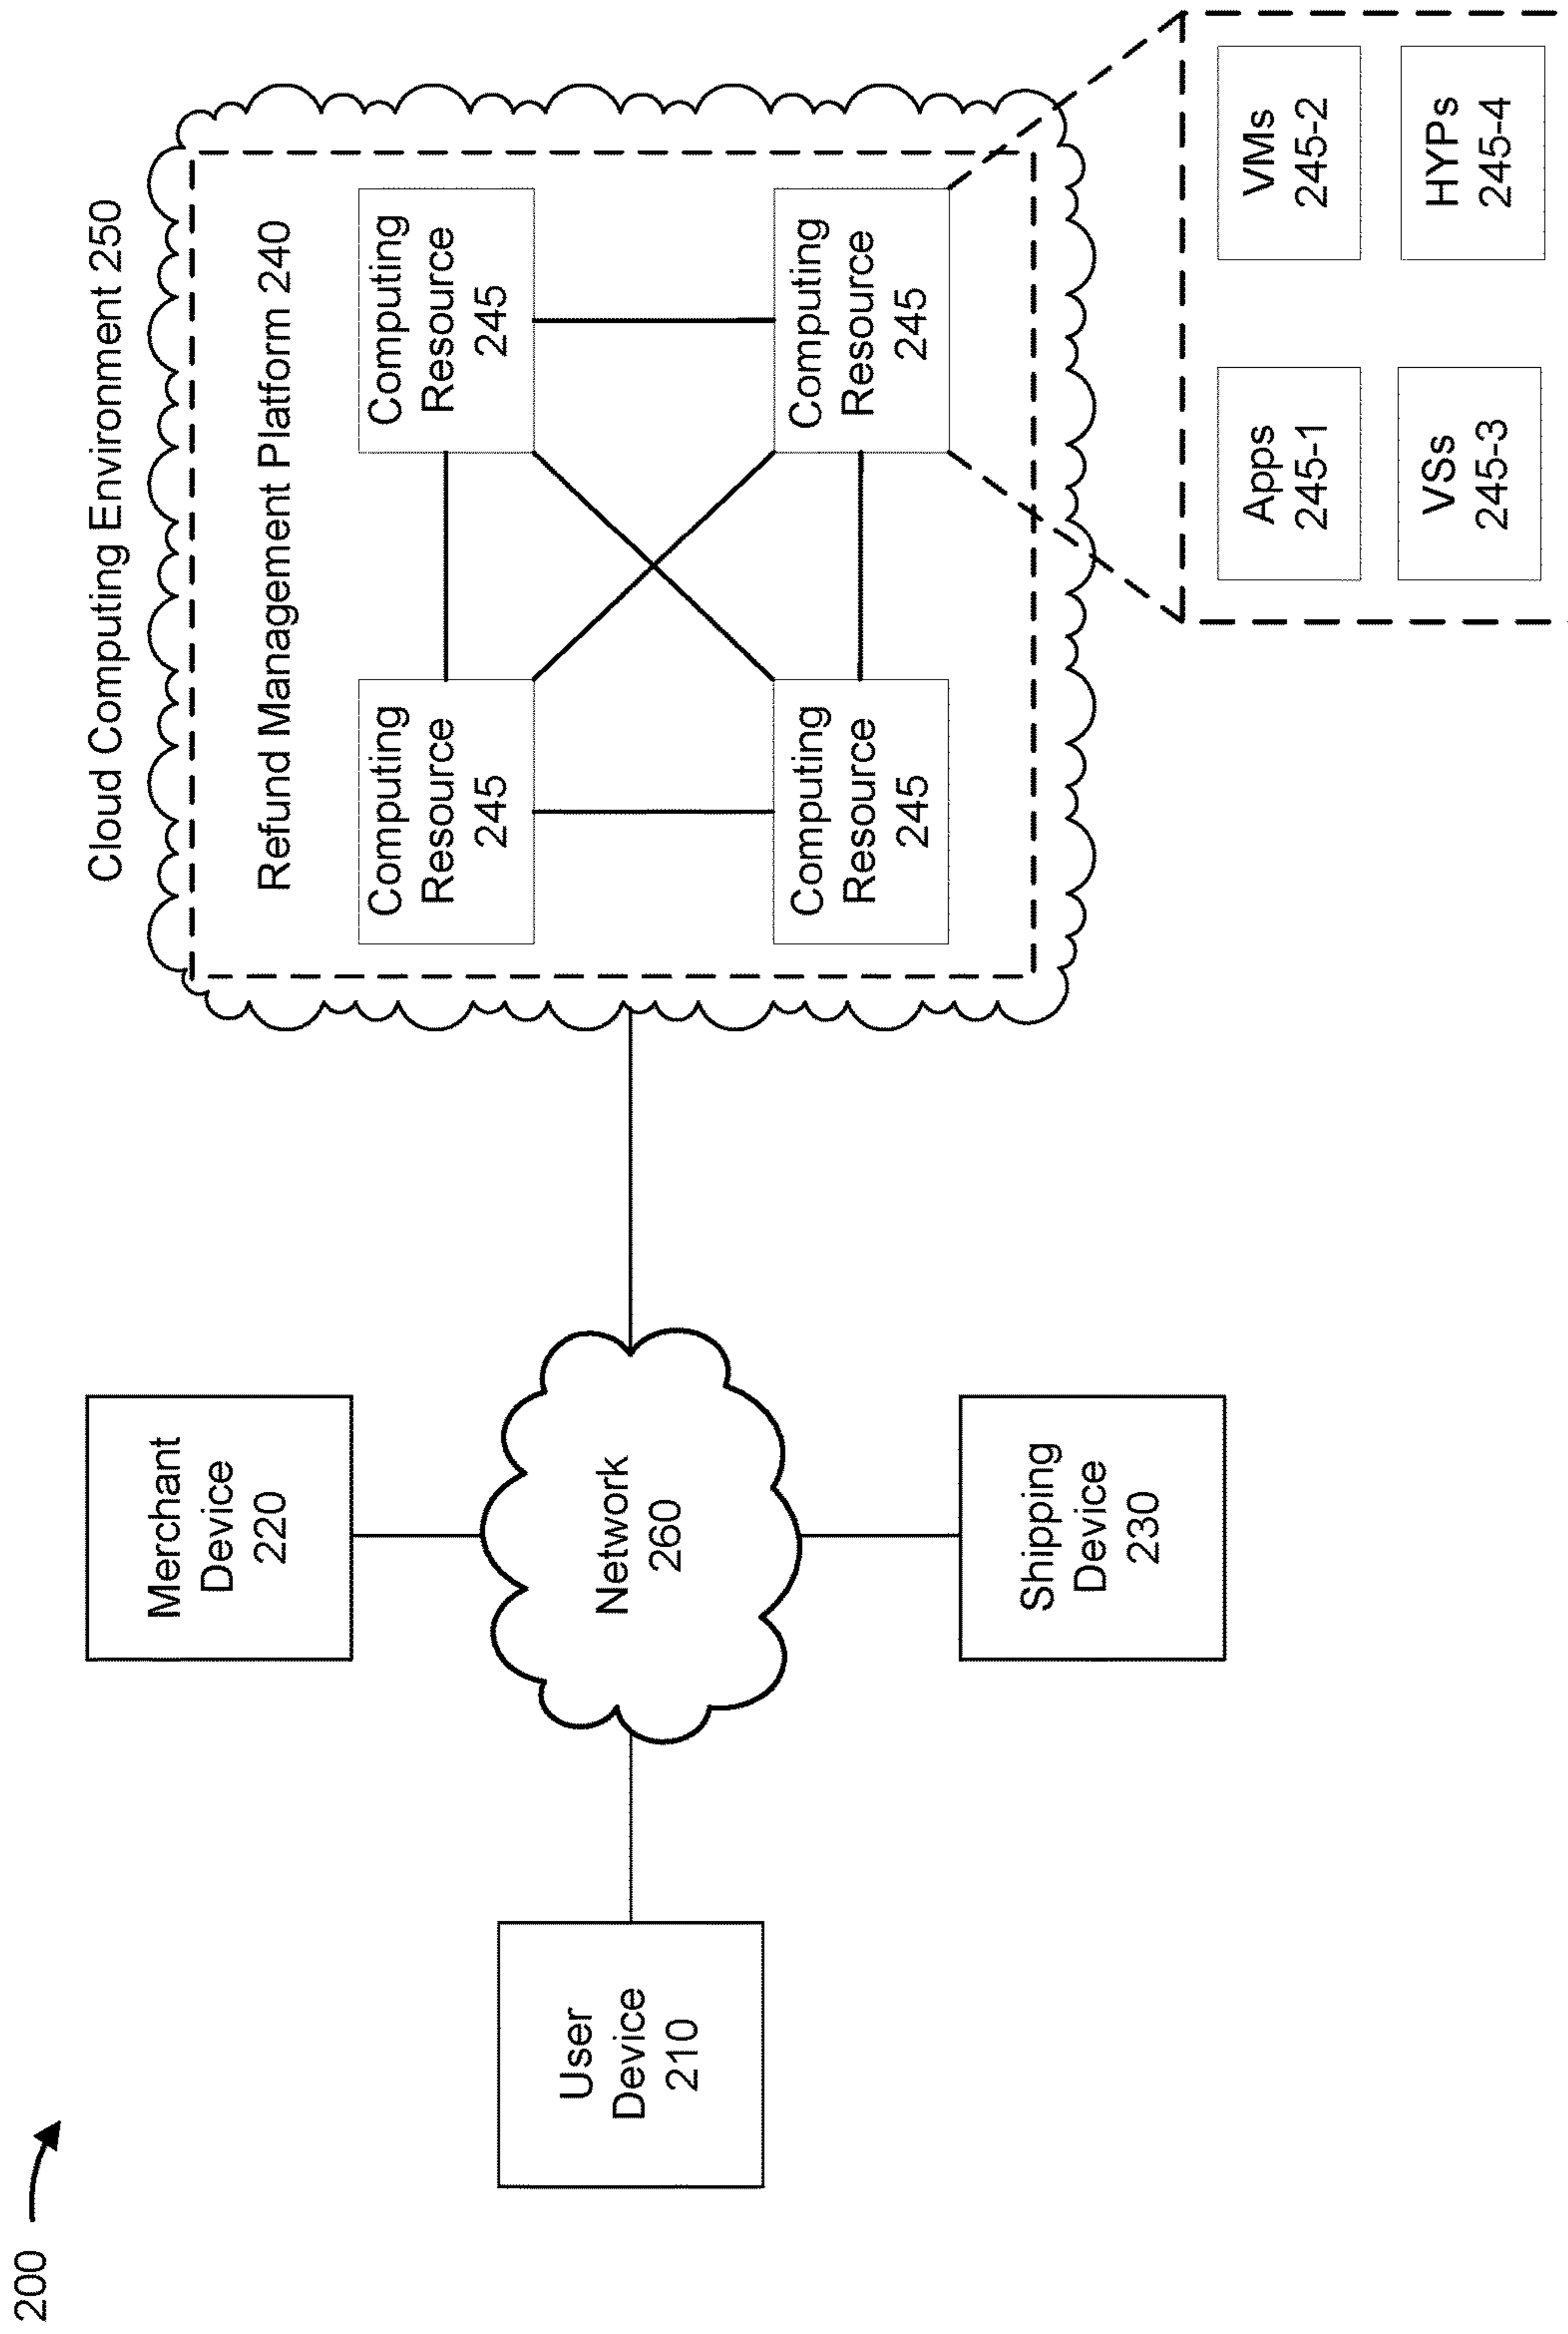 200
Cloud Computing Environment 250
Refund Management Platform 240
Computing
Resource
245
Computing
Resource
245
Computing
Resource
245
Computing
Resource
245
Merchant
Device
220
User
Device
210
Network
260
Shipping
Device
230
Apps
245-1
VMs
245-2
VSs
245-3
HYPs
245-4